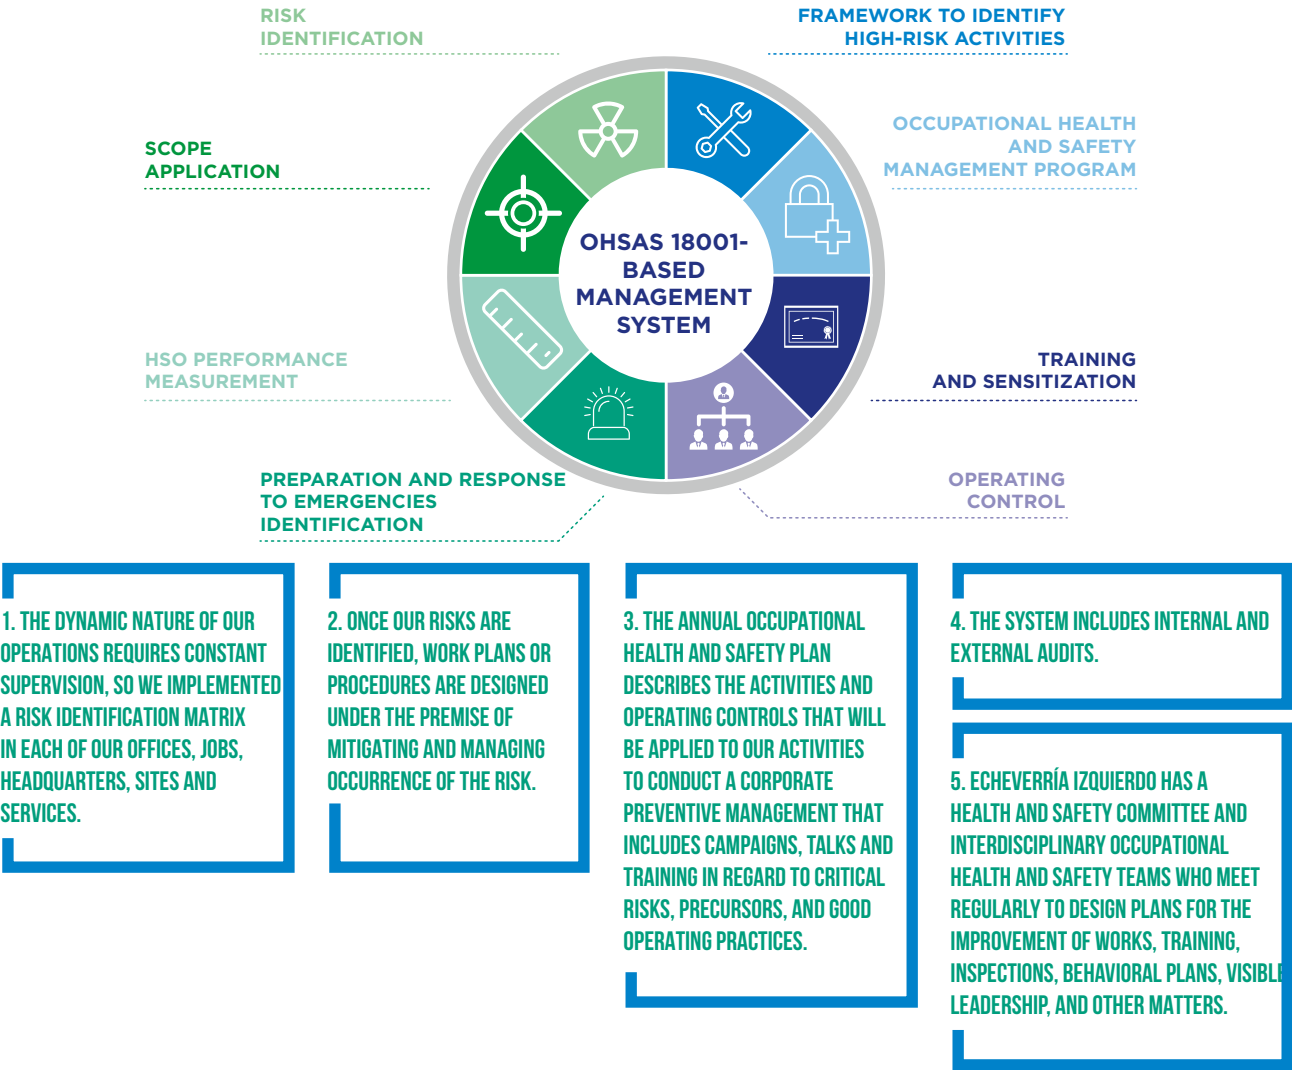 RISK
IDENTIFICATION
FRAMEWORK TO IDENTIFY
HIGH-RISK ACTIVITIES
OCCUPATIONAL HEALTH
AND SAFETY
MANAGEMENT PROGRAM
SCOPE
APPLICATION
OHSAS 18001-
BASED
MANAGEMENT
SYSTEM
HSO PERFORMANCE
MEASUREMENT
TRAINING
AND SENSITIZATION
PREPARATION AND RESPONSE
TO EMERGENCIES
IDENTIFICATION
OPERATING
CONTROL
1. THE DYNAMIC NATURE OF OUR
OPERATIONS REQUIRES CONSTANT
SUPERVISION, SO WE IMPLEMENTED
A RISK IDENTIFICATION MATRIX
IN EACH OF OUR OFFICES, JOBS,
HEADQUARTERS, SITES AND
SERVICES.
2. ONCE OUR RISKS ARE
IDENTIFIED, WORK PLANS OR
PROCEDURES ARE DESIGNED
UNDER THE PREMISE OF
MITIGATING AND MANAGING
OCCURRENCE OF THE RISK.
3. THE ANNUAL OCCUPATIONAL
HEALTH AND SAFETY PLAN
DESCRIBES THE ACTIVITIES AND
OPERATING CONTROLS THAT WILL
BE APPLIED TO OUR ACTIVITIES
TO CONDUCT A CORPORATE
PREVENTIVE MANAGEMENT THAT
INCLUDES CAMPAIGNS, TALKS AND
TRAINING IN REGARD TO CRITICAL
RISKS, PRECURSORS, AND GOOD
OPERATING PRACTICES.
4. THE SYSTEM INCLUDES INTERNAL AND
EXTERNAL AUDITS.
5. ECHEVERRÍA IZQUIERDO HAS A
HEALTH AND SAFETY COMMITTEE AND
INTERDISCIPLINARY OCCUPATIONAL
HEALTH AND SAFETY TEAMS WHO MEET
REGULARLY TO DESIGN PLANS FOR THE
IMPROVEMENT OF WORKS, TRAINING,
INSPECTIONS, BEHAVIORAL PLANS, VISIBLE
LEADERSHIP, AND OTHER MATTERS.